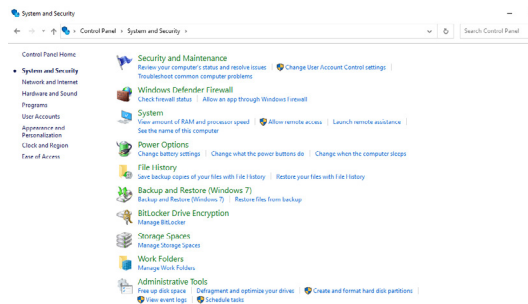 System and Security
Control Panel › System and Security ›
Search Control Panel
Control Panel Home
System and Security
Network and Internet
Hardware and Sound
Programs
User Accounts
Appearance and
Personalization
Clock and Region
Ease of Access
Security and Maintenance
Review your computer's status and resolve issues | Change User Account Control settings |
Troubleshoot common computer problems
Windows Defender Firewall
Check firewall status | Allow an app through Windows Firewall
System
View amount of RAM and processor speed | Allow remote access | Launch remote assistance |
See the name of this computer
Power Options
Change battery settings | Change what the power buttons do | Change when the computer sleeps
File History
Save backup copies of your files with File History | Restore your files with File History
Backup and Restore (Windows 7)
Backup and Restore (Windows 7) | Restore files from backup
BitLocker Drive Encryption
Manage BitLocker
Storage Spaces
Manage Storage Spaces
Work Folders
Manage Work Folders
Administrative Tools
Free up disk space | Defragment and optimize your drives | Create and format hard disk partitions |
View event logs | Schedule tasks